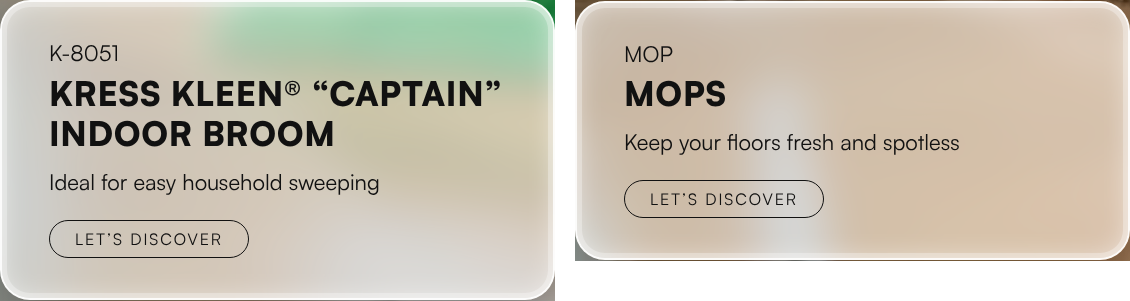 K-8051
KRESS KLEEN® “CAPTAIN”
INDOOR BROOM
Ideal for easy household sweeping
LET’S DISCOVER
MOP
MOPS
Keep your floors fresh and spotless
LET’S DISCOVER